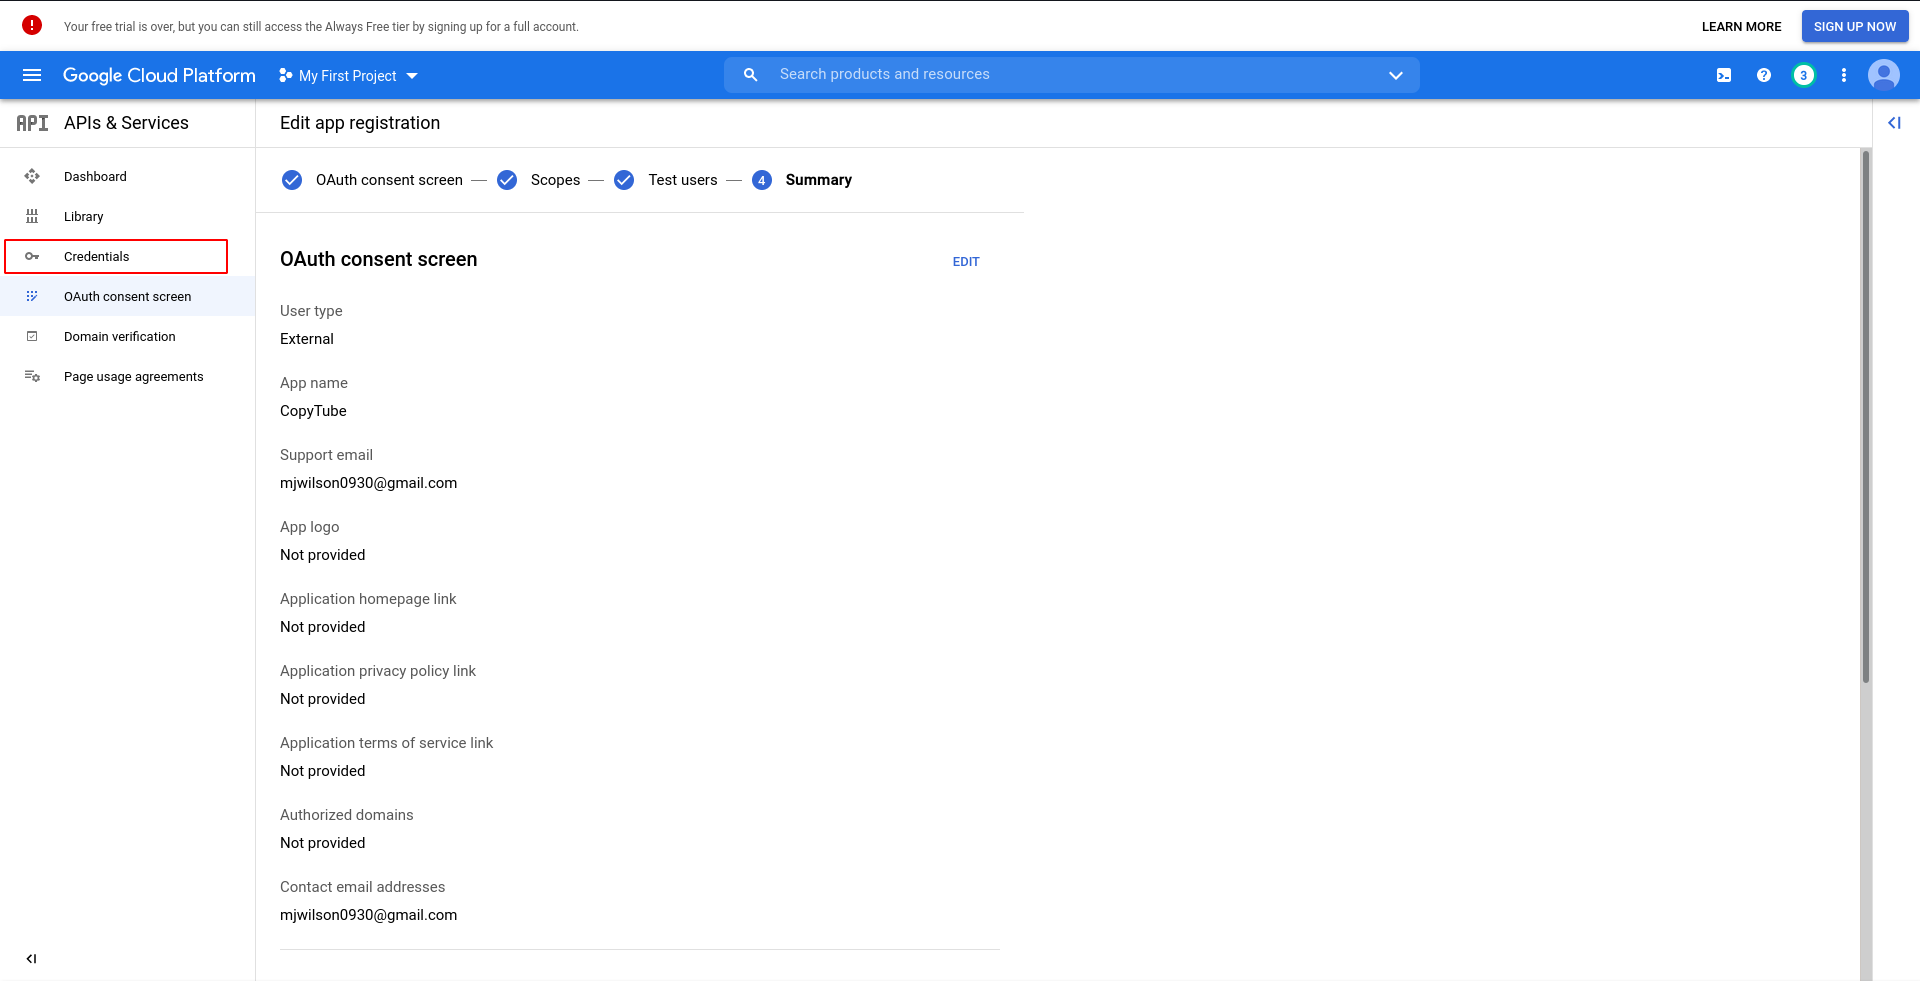 Your free trial is over, but you can still access the Always Free tier by signing up for a full account.
LEARN MORE
SIGN UP NOW
Google Cloud Platform
My First Project
Search products and resources
3
API
APIs & Services
Edit app registration
Dashboard
Library
Credentials
OAuth consent screen
Domain verification
Page usage agreements
OAuth consent screen
Scopes
Test users
4
Summary
OAuth consent screen
EDIT
User type
External
App name
CopyTube
Support email
mjwilson0930@gmail.com
App logo
Not provided
Application homepage link
Not provided
Application privacy policy link
Not provided
Application terms of service link
Not provided
Authorized domains
Not provided
Contact email addresses
mjwilson0930@gmail.com